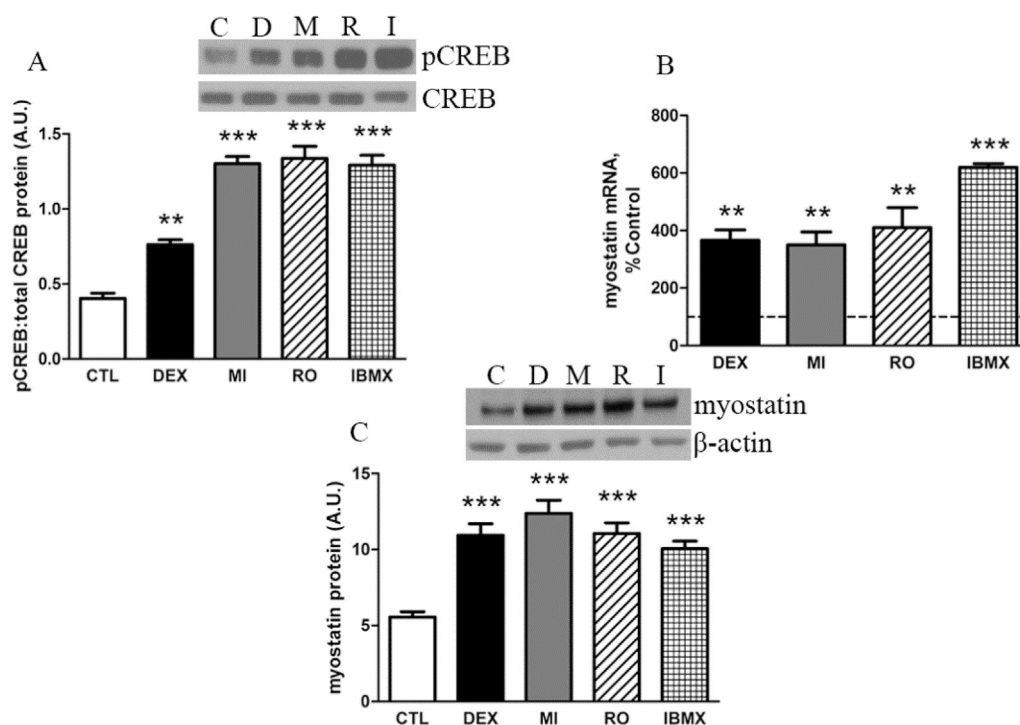 A
C D M R I
pCREB
CREB
pCREB:total CREB protein (A.U.)
1.5
1.0
0.5
0.0
** *** *** ***
CTL DEX MI RO IBMX
B
myostatin mRNA,
% Control
800
600
400
200
0
** ** ** ***
DEX MI RO IBMX
C
C D M R I
myostatin
β-actin
myostatin protein (A.U.)
15
10
5
0
*** *** *** ***
CTL DEX MI RO IBMX